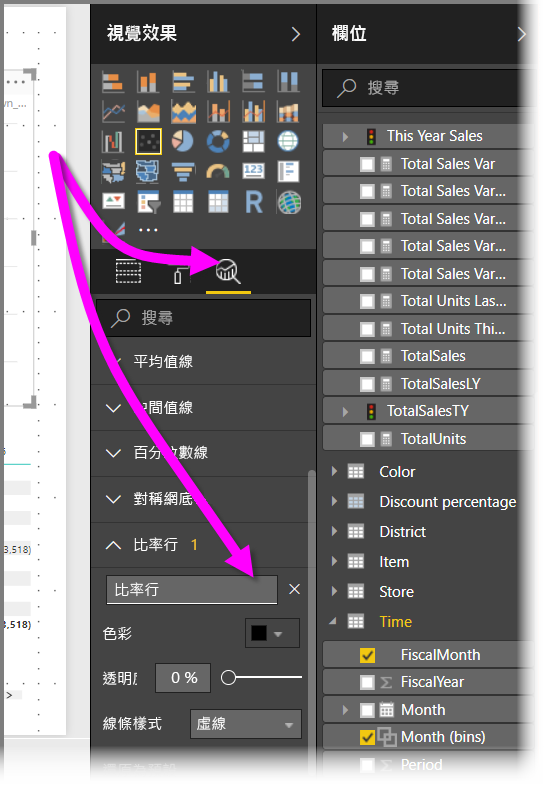 視覺效果
欄位
搜尋
This Year Sales
Total Sales Var
Total Sales Var...
Total Sales Var...
Total Sales Var...
Total Sales Var...
Total Units Las...
Total Units Thi...
TotalSales
TotalSalesLY
TotalSalesTY
TotalUnits
Color
Discount percentage
District
Item
Store
Time
FiscalMonth
FiscalYear
Month
Month (bins)
Period
123
R
搜尋
平均值線
中間值線
百分位數線
對稱網底
比率行 1
比率行
色彩
透明度
0 %
線條樣式
虛線
3,518)
3,518)